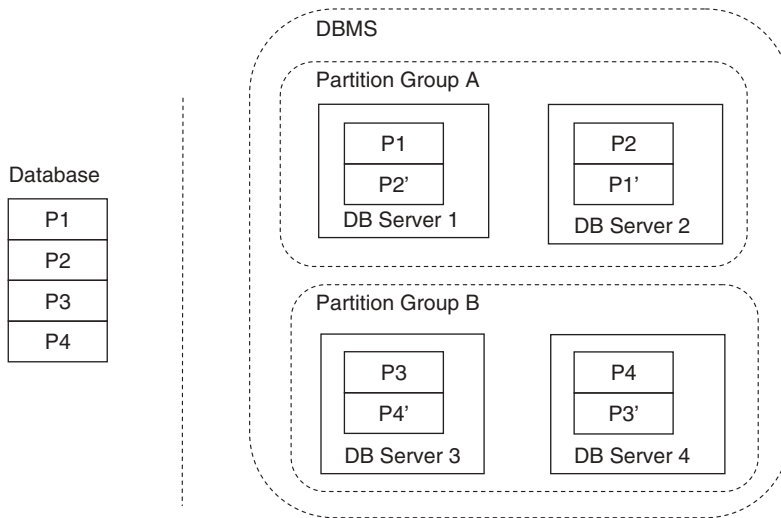 Database
P1
P2
P3
P4
DBMS
Partition Group A
P1
P2'
DB Server 1
P2
P1'
DB Server 2
Partition Group B
P3
P4'
DB Server 3
P4
P3'
DB Server 4